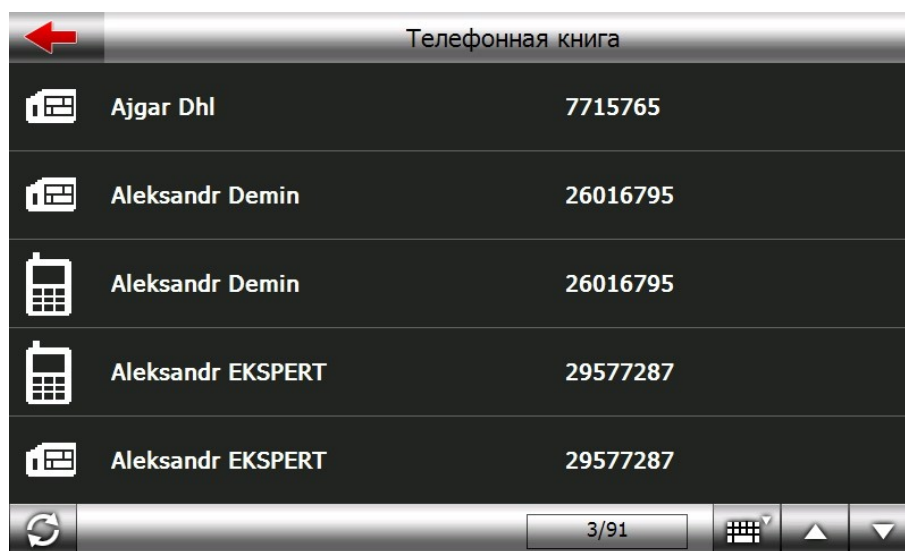 Телефонная книга
Ajgar Dhl 7715765
Aleksandr Demin 26016795
Aleksandr Demin 26016795
Aleksandr EKSPERT 29577287
Aleksandr EKSPERT 29577287
3/91